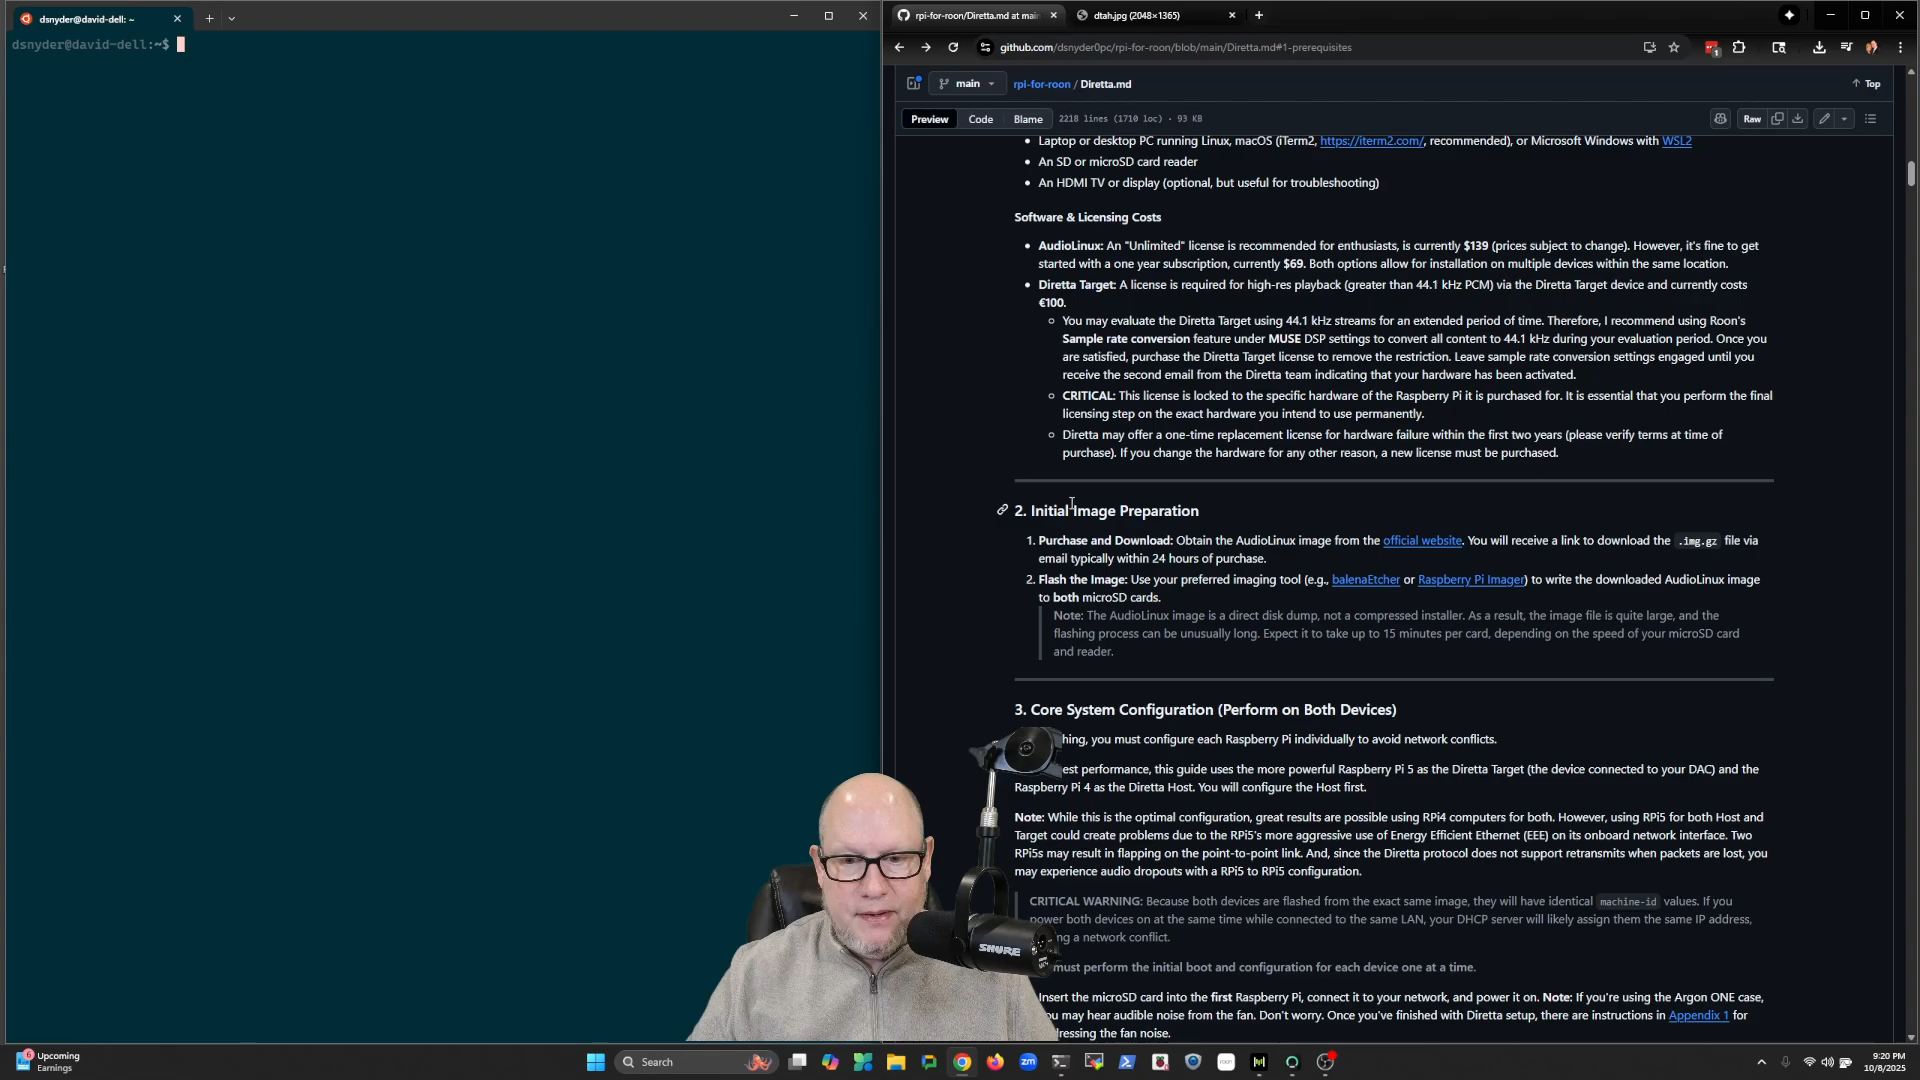 dsnyder@david-dell: ~
rpi-for-roon/Diretta.md at main
dtah.jpg (2048×1365)
dsnyder@david-dell:~$
github.com/dsnyder0pc/rpi-for-roon/blob/main/Diretta.md#1-prerequisites
1
main
rpi-for-roon / Diretta.md
Top
Preview
Code
Blame
2218 lines (1710 loc) · 93 KB
Raw
• Laptop or desktop PC running Linux, macOS (iTerm2, https://iterm2.com/, recommended), or Microsoft Windows with WSL2
• An SD or microSD card reader
• An HDMI TV or display (optional, but useful for troubleshooting)
Software & Licensing Costs
• AudioLinux: An "Unlimited" license is recommended for enthusiasts, is currently $139 (prices subject to change). However, it's fine to get
started with a one year subscription, currently $69. Both options allow for installation on multiple devices within the same location.
• Diretta Target: A license is required for high-res playback (greater than 44.1 kHz PCM) via the Diretta Target device and currently costs
€100.
○ You may evaluate the Diretta Target using 44.1 kHz streams for an extended period of time. Therefore, I recommend using Roon's
Sample rate conversion feature under MUSE DSP settings to convert all content to 44.1 kHz during your evaluation period. Once you
are satisfied, purchase the Diretta Target license to remove the restriction. Leave sample rate conversion settings engaged until you
receive the second email from the Diretta team indicating that your hardware has been activated.
○ CRITICAL: This license is locked to the specific hardware of the Raspberry Pi it is purchased for. It is essential that you perform the final
licensing step on the exact hardware you intend to use permanently.
○ Diretta may offer a one-time replacement license for hardware failure within the first two years (please verify terms at time of
purchase). If you change the hardware for any other reason, a new license must be purchased.
2. Initial Image Preparation
1. Purchase and Download: Obtain the AudioLinux image from the official website. You will receive a link to download the .img.gz file via
email typically within 24 hours of purchase.
2. Flash the Image: Use your preferred imaging tool (e.g., balenaEtcher or Raspberry Pi Imager) to write the downloaded AudioLinux image
to both microSD cards.
Note: The AudioLinux image is a direct disk dump, not a compressed installer. As a result, the image file is quite large, and the
flashing process can be unusually long. Expect it to take up to 15 minutes per card, depending on the speed of your microSD card
and reader.
3. Core System Configuration (Perform on Both Devices)
hing, you must configure each Raspberry Pi individually to avoid network conflicts.
est performance, this guide uses the more powerful Raspberry Pi 5 as the Diretta Target (the device connected to your DAC) and the
Raspberry Pi 4 as the Diretta Host. You will configure the Host first.
Note: While this is the optimal configuration, great results are possible using RPi4 computers for both. However, using RPi5 for both Host and
Target could create problems due to the RPi5's more aggressive use of Energy Efficient Ethernet (EEE) on its onboard network interface. Two
RPi5s may result in flapping on the point-to-point link. And, since the Diretta protocol does not support retransmits when packets are lost, you
may experience audio dropouts with a RPi5 to RPi5 configuration.
CRITICAL WARNING: Because both devices are flashed from the exact same image, they will have identical machine-id values. If you
power both devices on at the same time while connected to the same LAN, your DHCP server will likely assign them the same IP address,
ng a network conflict.
must perform the initial boot and configuration for each device one at a time.
Insert the microSD card into the first Raspberry Pi, connect it to your network, and power it on. Note: If you're using the Argon ONE case,
ou may hear audible noise from the fan. Don't worry. Once you've finished with Diretta setup, there are instructions in Appendix 1 for
dressing the fan noise.
SHURE
6
Upcoming
Earnings
Search
zm
9:20 PM
10/8/2025